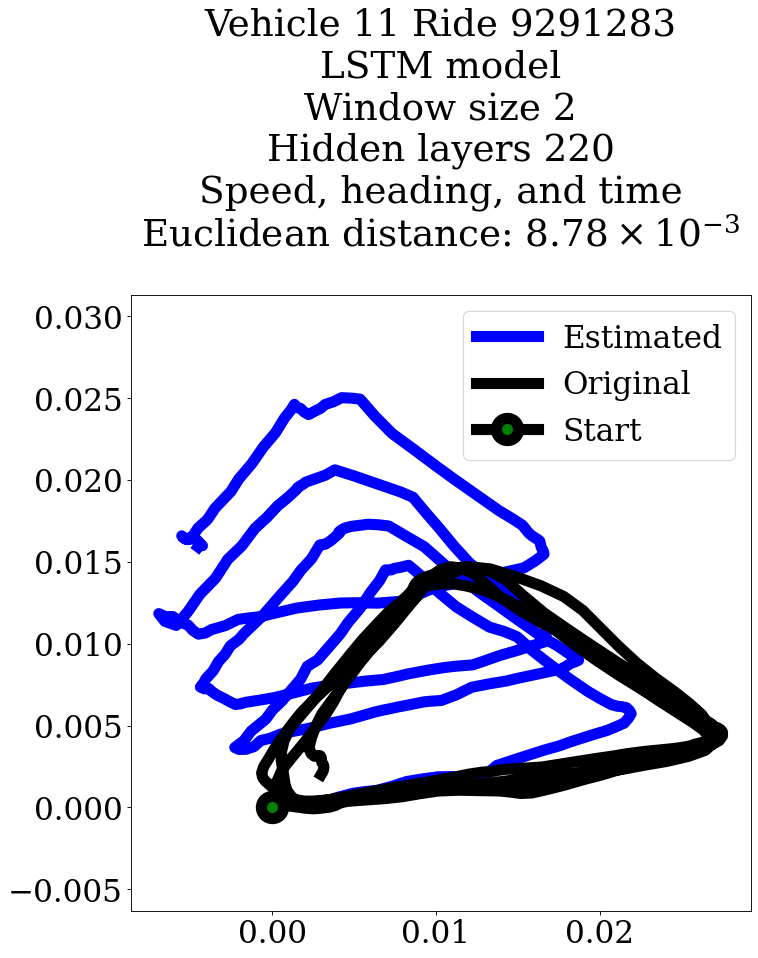 Vehicle 11 Ride 9291283
LSTM model
Window size 2
Hidden layers 220
Speed, heading, and time
Euclidean distance: 8.78 × 10⁻³
Estimated
Original
Start
0.030
0.025
0.020
0.015
0.010
0.005
0.000
−0.005
0.00 0.01 0.02